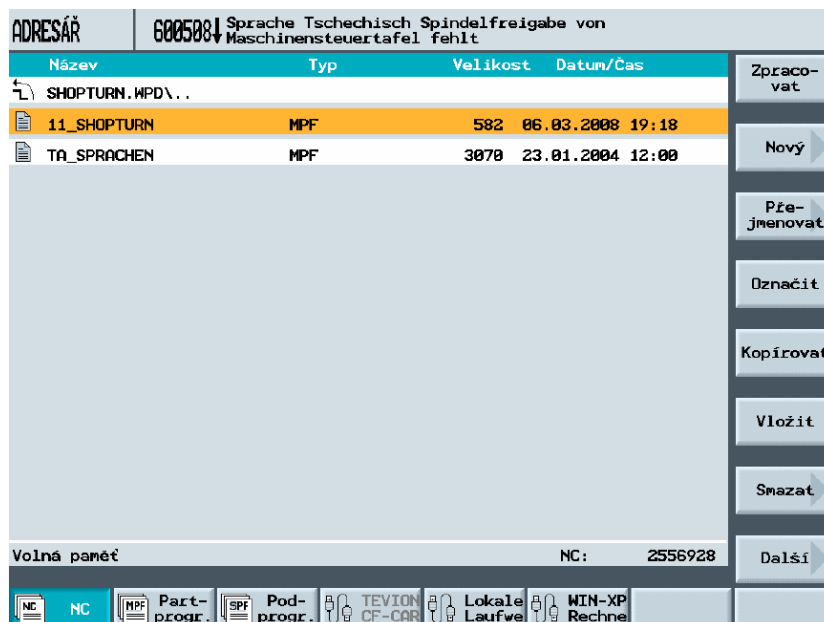 ADRESÁŘ
600508↓ Sprache Tschechisch Spindelfreigabe von
Maschinensteuertafel fehlt
Název Typ Velikost Datum/Čas
SHOPTURN.WPD\..
11_SHOPTURN MPF 582 06.03.2008 19:18
TA_SPRACHEN MPF 3070 23.01.2004 12:00
Volná paměť NC: 2556928
Zpraco-
vat
Nový
Pře-
jmenovat
Označit
Kopírovat
Vložit
Smazat
Další
NC NC
MPF Part-
progr.
SPF Pod-
progr.
TEVION
CF-CAR
Lokale
Laufwe
WIN-XP
Rechne